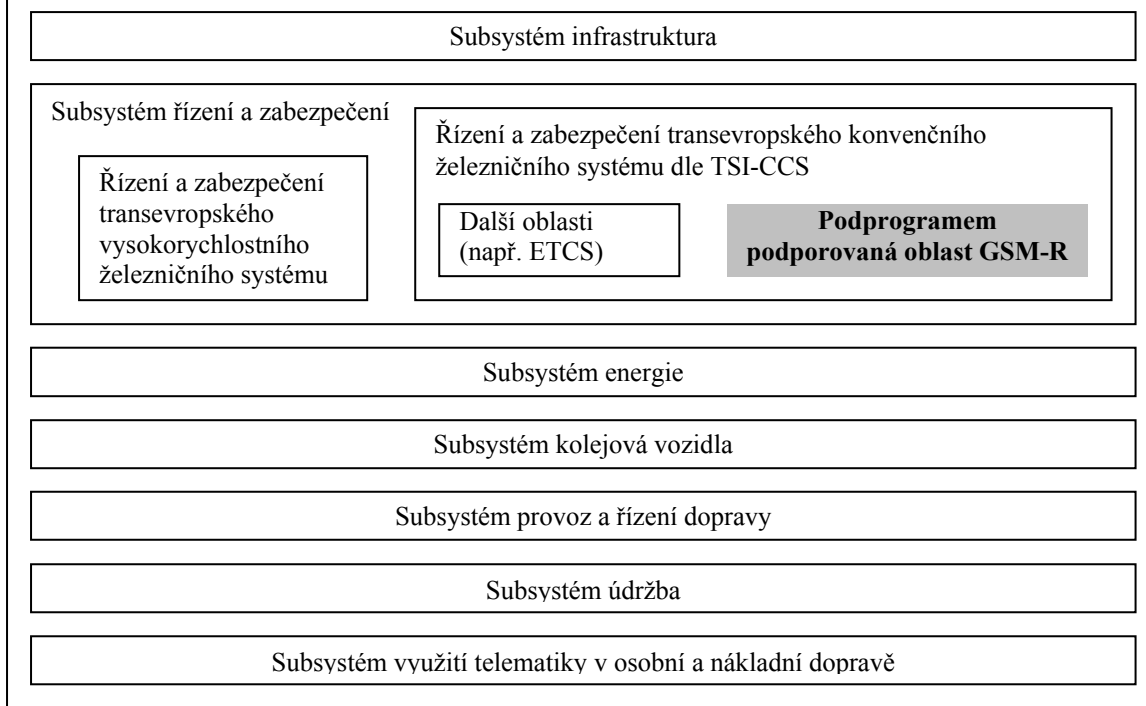 Subsystém infrastruktura
Subsystém řízení a zabezpečení
Řízení a zabezpečení
transevropského
vysokorychlostního
železničního systému
Řízení a zabezpečení transevropského konvenčního
železničního systému dle TSI-CCS
Další oblasti
(např. ETCS)
Podprogramem
podporovaná oblast GSM-R
Subsystém energie
Subsystém kolejová vozidla
Subsystém provoz a řízení dopravy
Subsystém údržba
Subsystém využití telematiky v osobní a nákladní dopravě